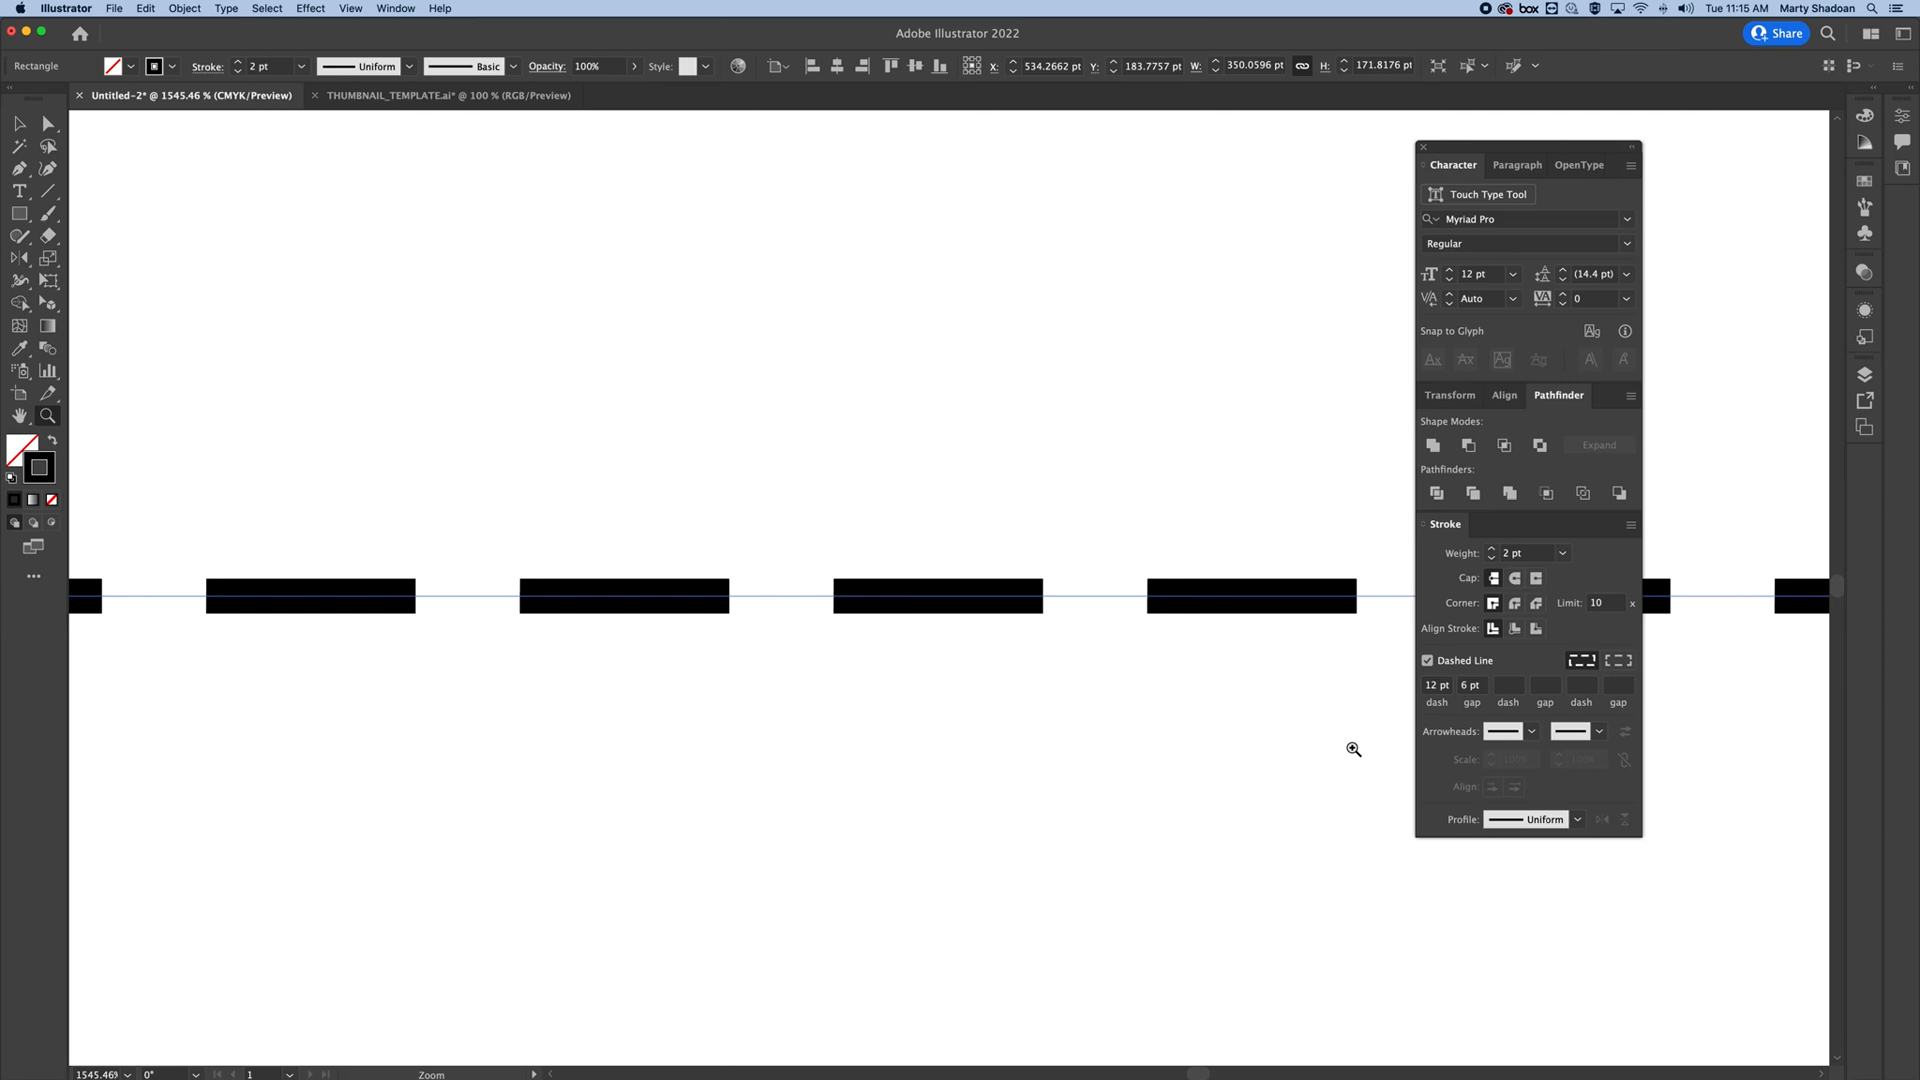 Illustrator File Edit Object Type Select Effect View Window Help
box Tue 11:15 AM Marty Shadoan
Adobe Illustrator 2022
Share
Rectangle Stroke: 2 pt Uniform Basic Opacity: 100% Style: X: 534.2662 pt Y: 183.7757 pt W: 350.0596 pt H: 171.8176 pt
× Untitled-2* @ 1545.46 % (CMYK/Preview) × THUMBNAIL_TEMPLATE.ai* @ 100 % (RGB/Preview)
Character Paragraph OpenType
Touch Type Tool
Myriad Pro
Regular
12 pt (14.4 pt)
Auto 0
Snap to Glyph
Transform Align Pathfinder
Shape Modes:
Expand
Pathfinders:
Stroke
Weight: 2 pt
Cap:
Corner: Limit: 10 x
Align Stroke:
Dashed Line
12 pt 6 pt
dash gap dash gap dash gap
Arrowheads:
Scale: 100% 100%
Align:
Profile: Uniform
1545.46% 0° 1 Zoom